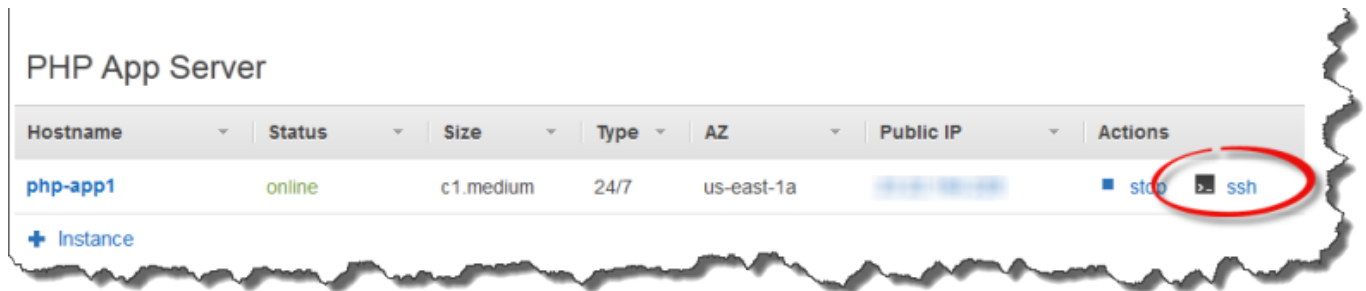 PHP App Server
Hostname Status Size Type AZ Public IP Actions
php-app1 online c1.medium 24/7 us-east-1a stop ssh
+ Instance